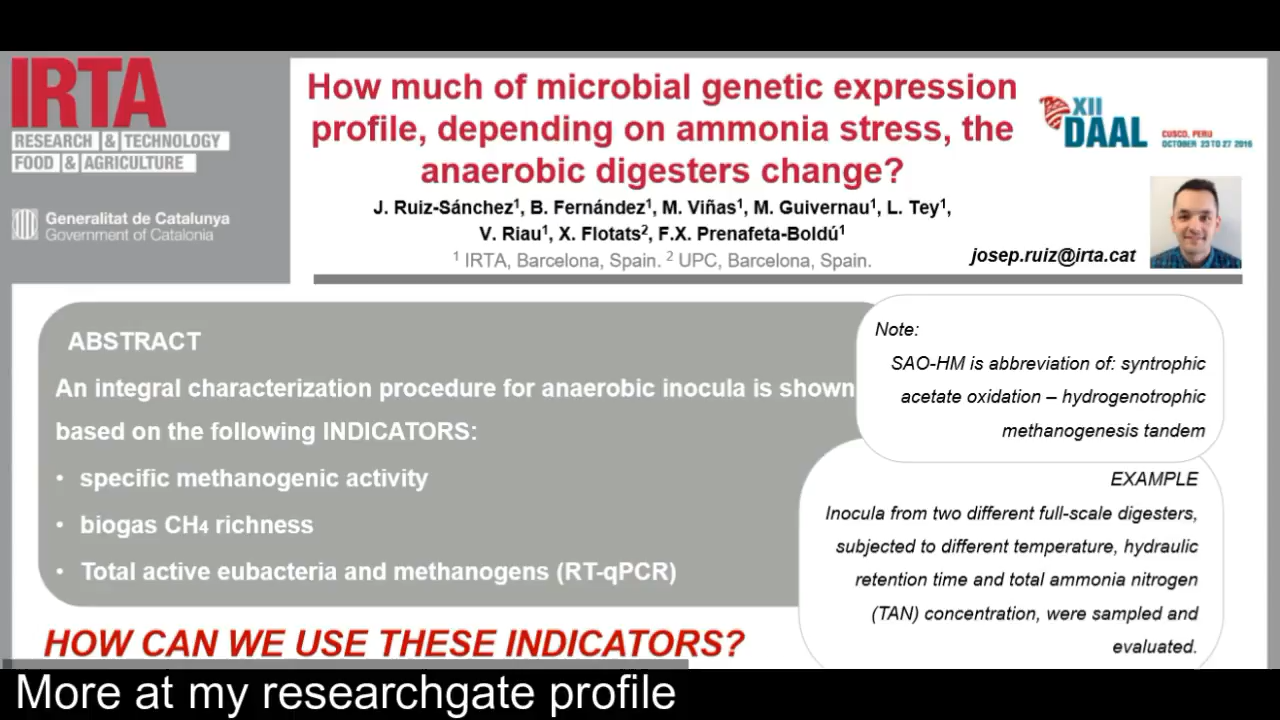 IRTA
RESEARCH & TECHNOLOGY
FOOD & AGRICULTURE
Generalitat de Catalunya
Government of Catalonia
How much of microbial genetic expression
profile, depending on ammonia stress, the
anaerobic digesters change?
J. Ruiz-Sánchez¹, B. Fernández¹, M. Viñas¹, M. Guivernau¹, L. Tey¹,
V. Riau¹, X. Flotats², F.X. Prenafeta-Boldú¹
¹ IRTA, Barcelona, Spain. ² UPC, Barcelona, Spain.
XII
DAAL
CUSCO, PERU
OCTOBER 23 TO 27 2016
josep.ruiz@irta.cat
ABSTRACT
An integral characterization procedure for anaerobic inocula is shown
based on the following INDICATORS:
• specific methanogenic activity
• biogas CH4 richness
• Total active eubacteria and methanogens (RT-qPCR)
Note:
SAO-HM is abbreviation of: syntrophic
acetate oxidation – hydrogenotrophic
methanogenesis tandem
EXAMPLE
Inocula from two different full-scale digesters,
subjected to different temperature, hydraulic
retention time and total ammonia nitrogen
(TAN) concentration, were sampled and
evaluated.
HOW CAN WE USE THESE INDICATORS?
More at my researchgate profile